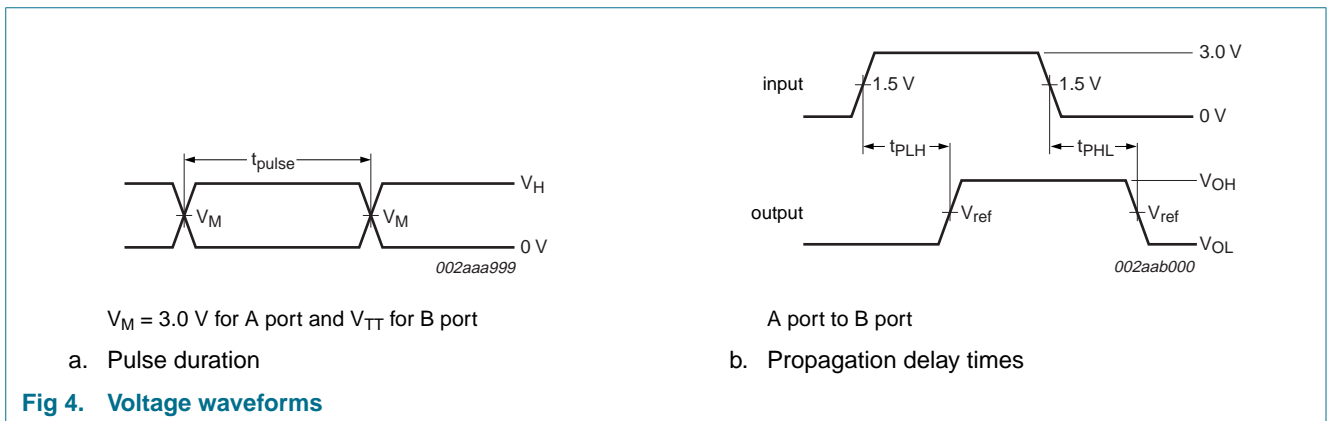 t_pulse
V_M
V_M
V_H
0 V
002aaa999
V_M = 3.0 V for A port and V_TT for B port
a. Pulse duration
input
1.5 V
1.5 V
3.0 V
0 V
t_PLH
t_PHL
output
V_ref
V_ref
V_OH
V_OL
002aab000
A port to B port
b. Propagation delay times
Fig 4. Voltage waveforms